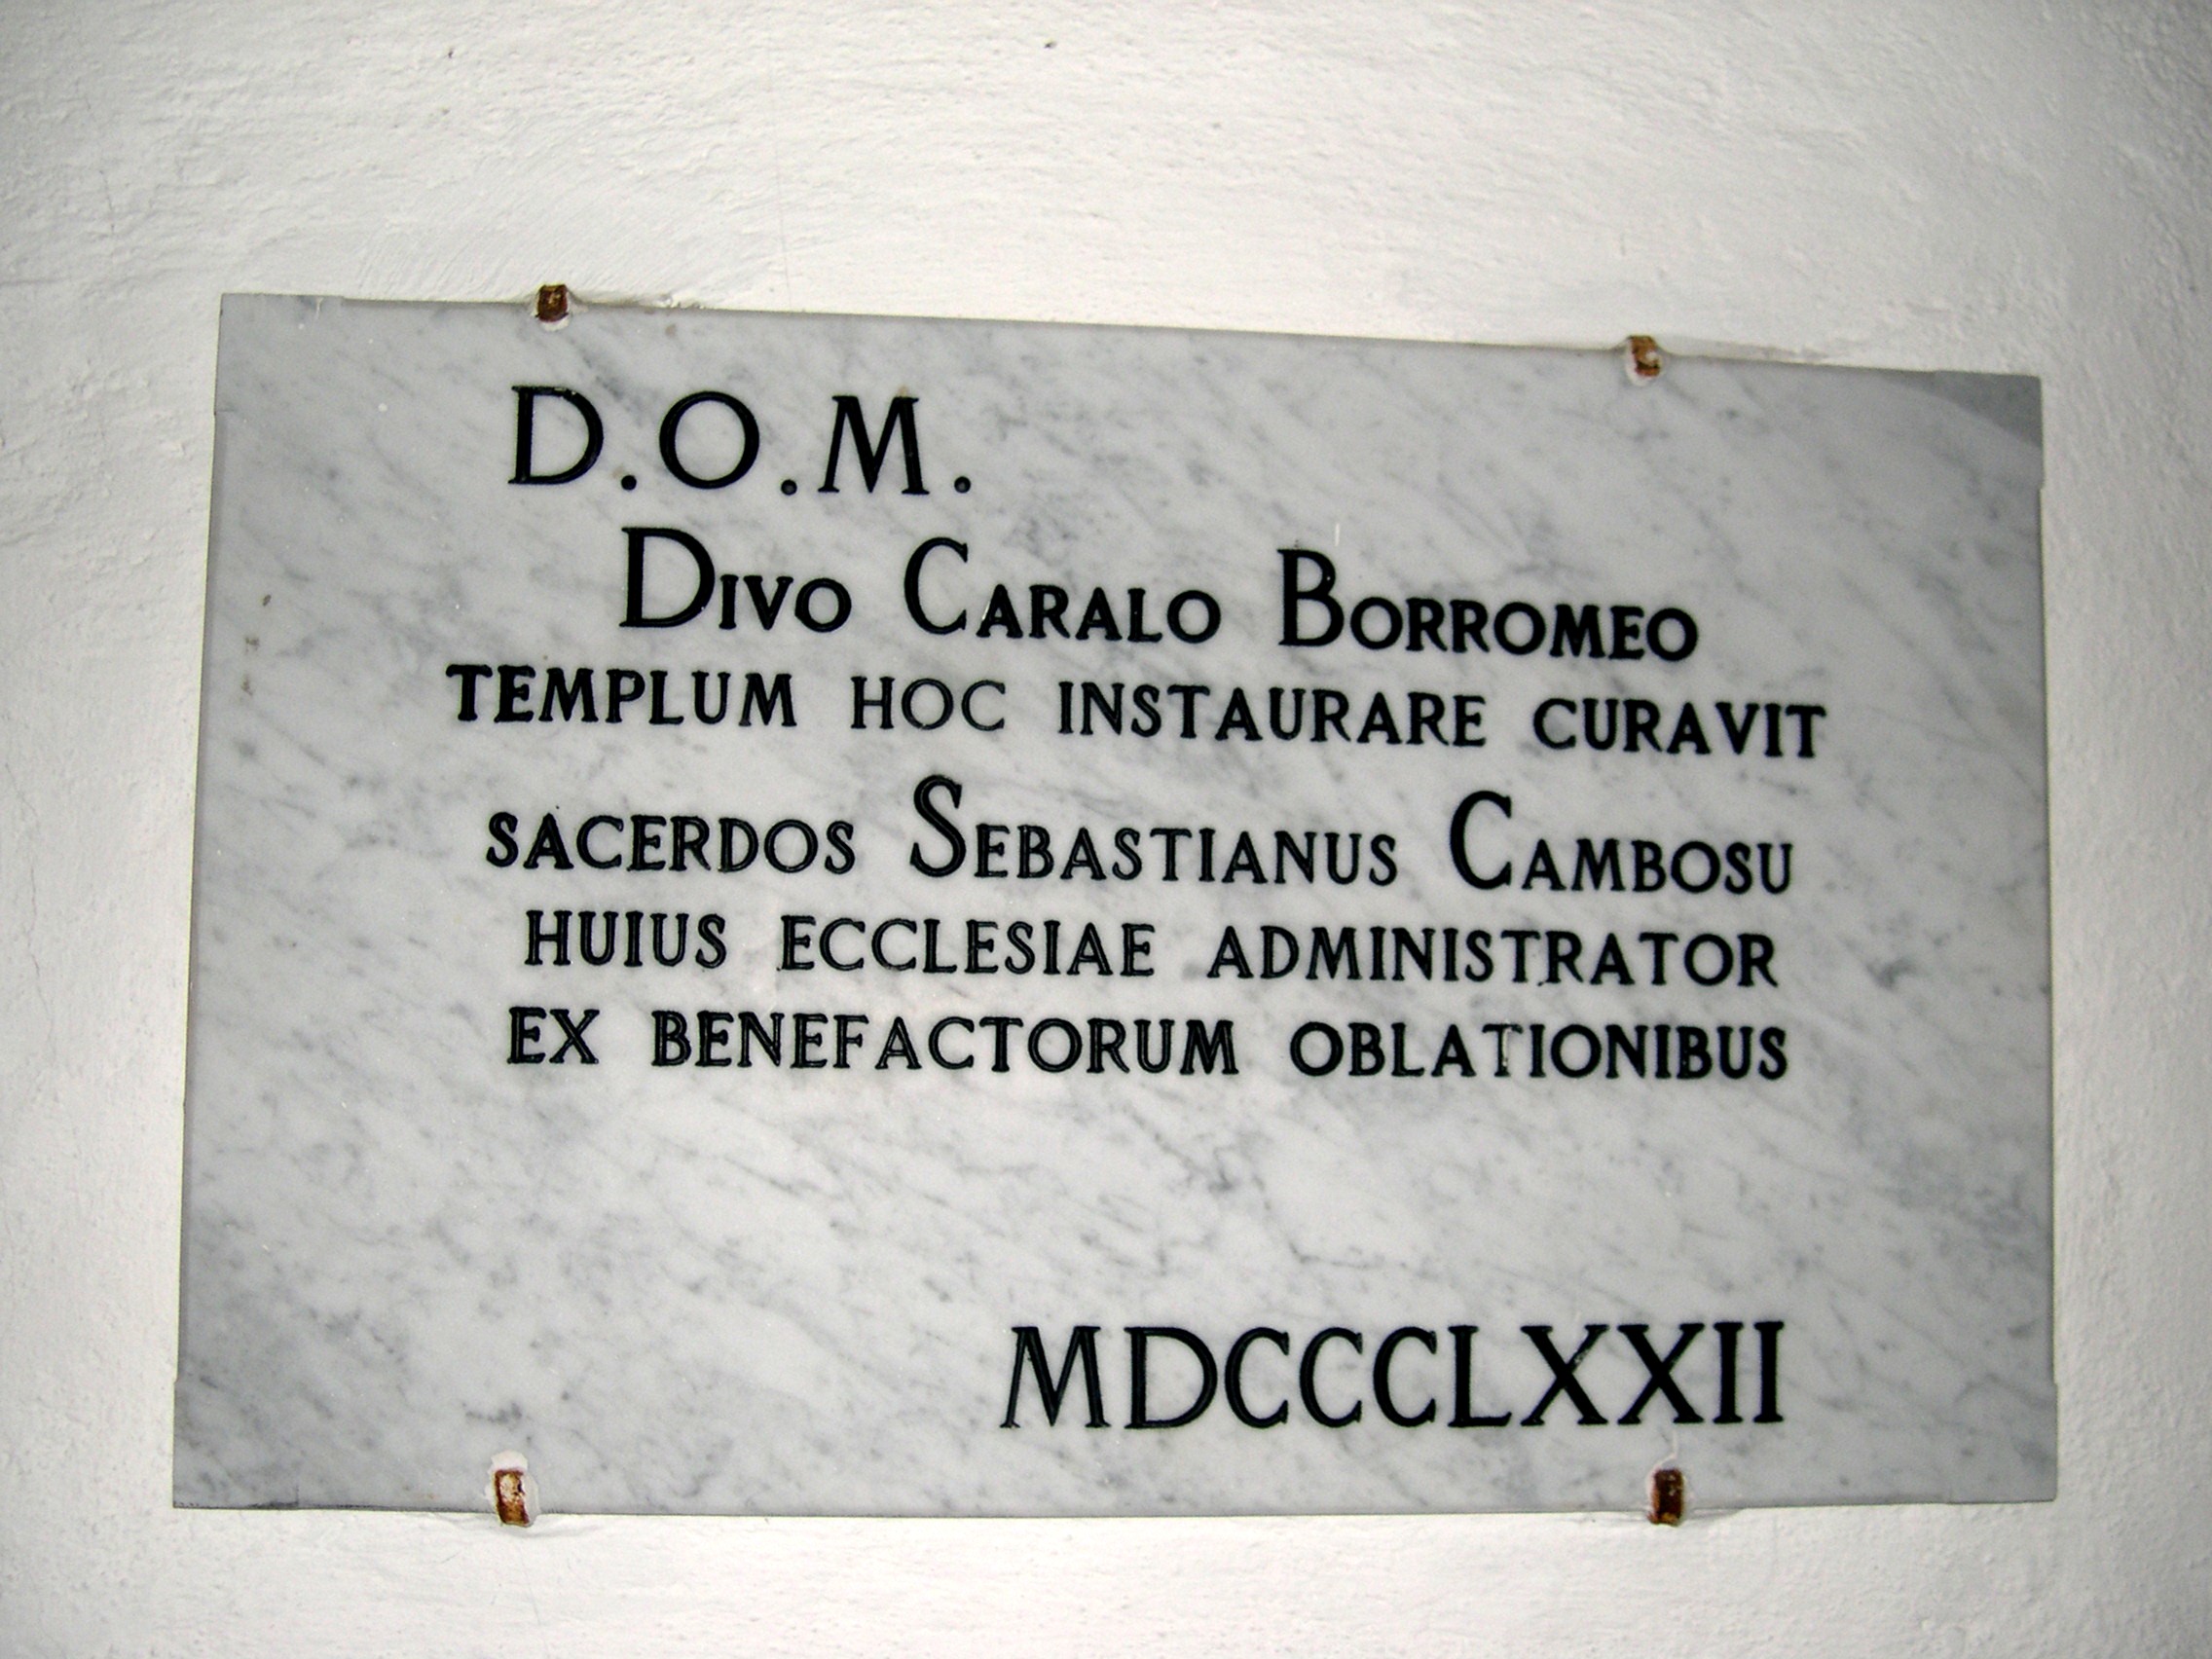 D.O.M.
DIVO CARALO BORROMEO
TEMPLUM HOC INSTAURARE CURAVIT
SACERDOS SEBASTIANUS CAMBOSU
HUIUS ECCLESIAE ADMINISTRATOR
EX BENEFACTORUM OBLATIONIBUS
MDCCCLXXII